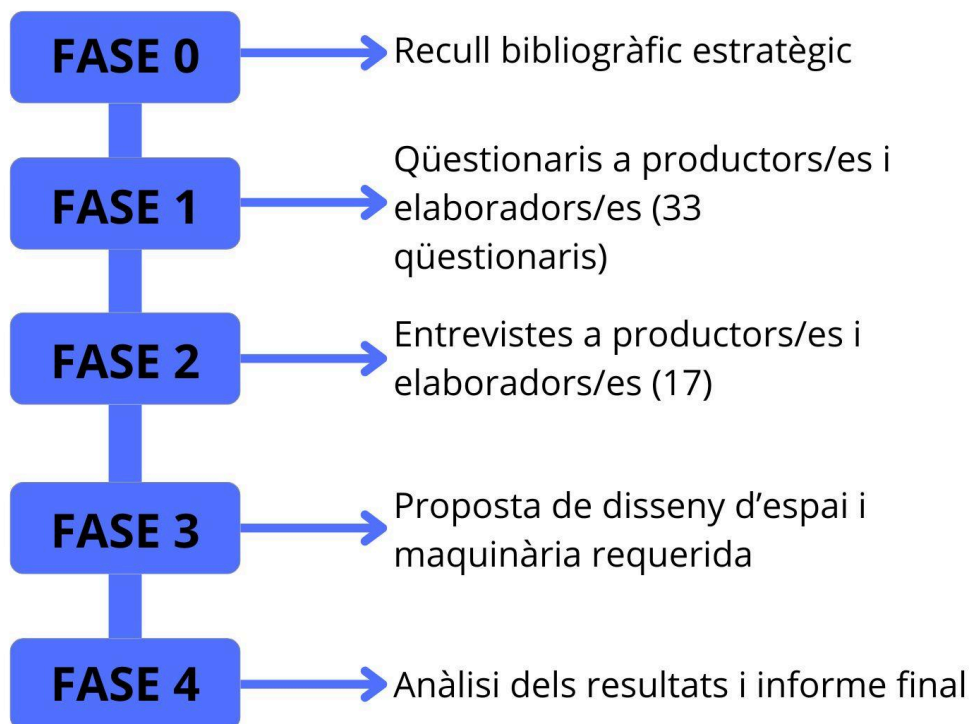 FASE 0
Recull bibliogràfic estratègic
FASE 1
Qüestionaris a productors/es i
elaboradors/es (33
qüestionaris)
FASE 2
Entrevistes a productors/es i
elaboradors/es (17)
FASE 3
Proposta de disseny d’espai i
maquinària requerida
FASE 4
Anàlisi dels resultats i informe final